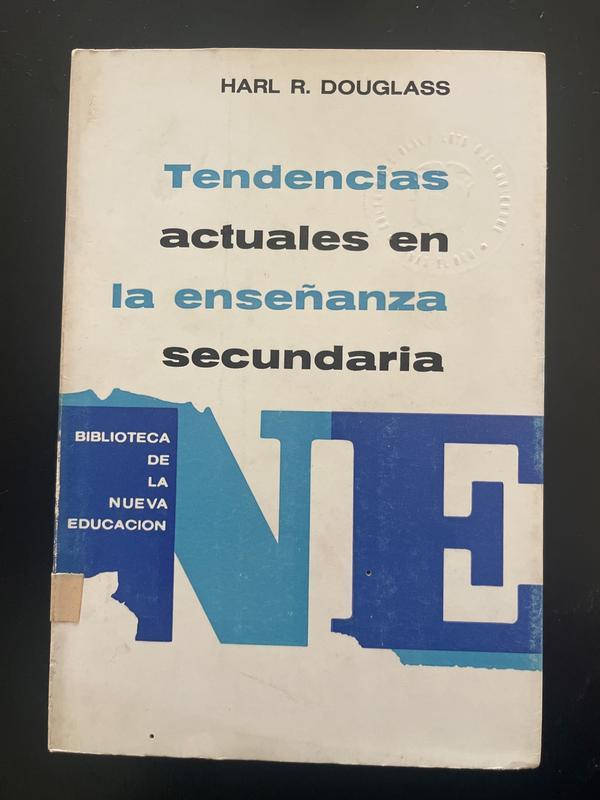 HARL R. DOUGLASS
Tendencias
actuales en
la enseñanza
secundaria
BIBLIOTECA
DE
LA
NUEVA
EDUCACION
NE